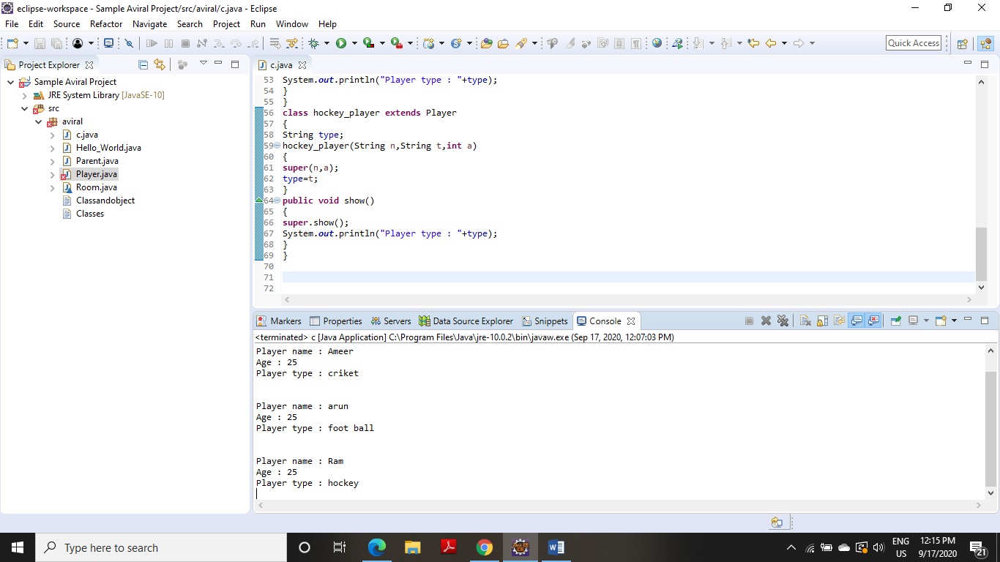 eclipse-workspace - Sample Aviral Project/src/aviral/c.java - Eclipse
File Edit Source Refactor Navigate Search Project Run Window Help
Quick Access
Project Explorer
Sample Aviral Project
JRE System Library [JavaSE-10]
src
aviral
c.java
Hello_World.java
Parent.java
Player.java
Room.java
Classandobject
Classes
c.java
53 System.out.println("Player type : "+type);
54 }
55 }
56 class hockey_player extends Player
57 {
58 String type;
59 hockey_player(String n,String t,int a)
60 {
61 super(n,a);
62 type=t;
63 }
64 public void show()
65 {
66 super.show();
67 System.out.println("Player type : "+type);
68 }
69 }
70
71
72
Markers Properties Servers Data Source Explorer Snippets Console
<terminated> c [Java Application] C:\Program Files\Java\jre-10.0.2\bin\javaw.exe (Sep 17, 2020, 12:07:03 PM)
Player name : Ameer
Age : 25
Player type : criket
Player name : arun
Age : 25
Player type : foot ball
Player name : Ram
Age : 25
Player type : hockey
Type here to search
ENG
US
12:15 PM
9/17/2020
21